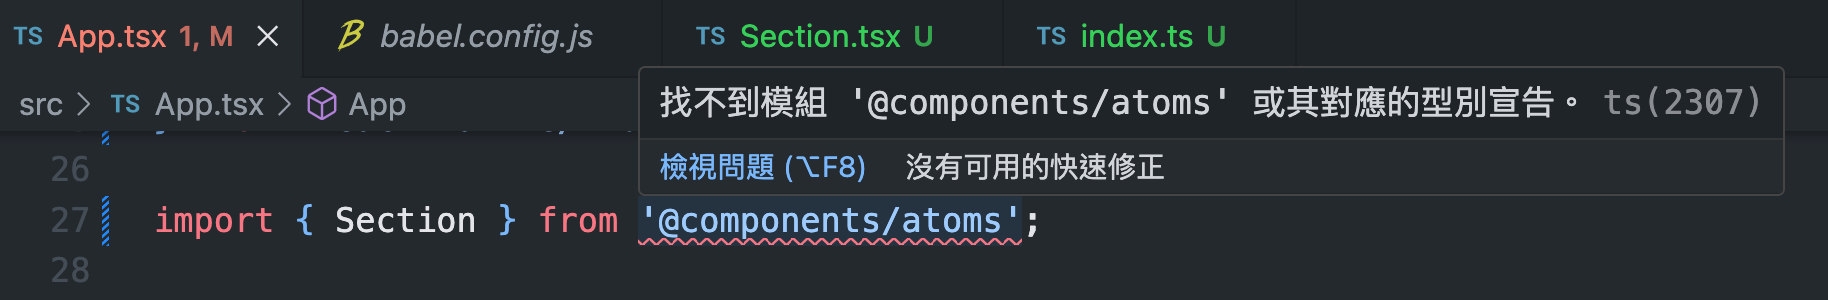 TS App.tsx 1, M × babel.config.js TS Section.tsx U TS index.ts U
src > TS App.tsx > App
找不到模組 '@components/atoms' 或其對應的型別宣告。 ts(2307)
檢視問題 (⌥F8) 沒有可用的快速修正
26
27 import { Section } from '@components/atoms';
28